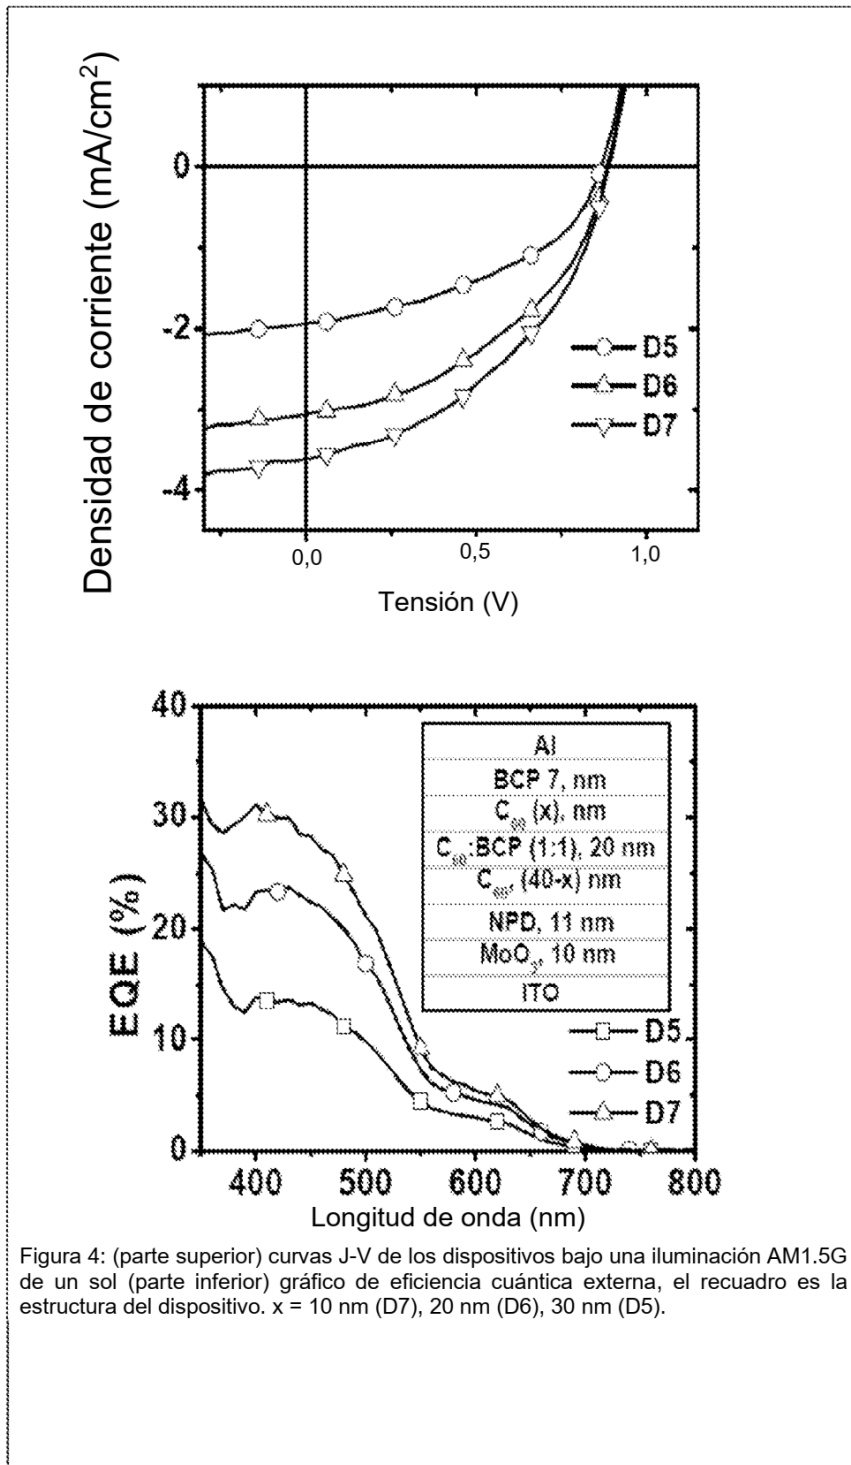 Densidad de corriente (mA/cm²)
0
-2
-4
D5
D6
D7
0,0
0,5
1,0
Tensión (V)
EQE (%)
40
30
20
10
0
Al
BCP 7, nm
C₆₀ (x), nm
C₆₀:BCP (1:1), 20 nm
C₆₀, (40-x) nm
NPD, 11 nm
MoO₃, 10 nm
ITO
D5
D6
D7
400
500
600
700
800
Longitud de onda (nm)
Figura 4: (parte superior) curvas J-V de los dispositivos bajo una iluminación AM1.5G
de un sol (parte inferior) gráfico de eficiencia cuántica externa, el recuadro es la
estructura del dispositivo. x = 10 nm (D7), 20 nm (D6), 30 nm (D5).